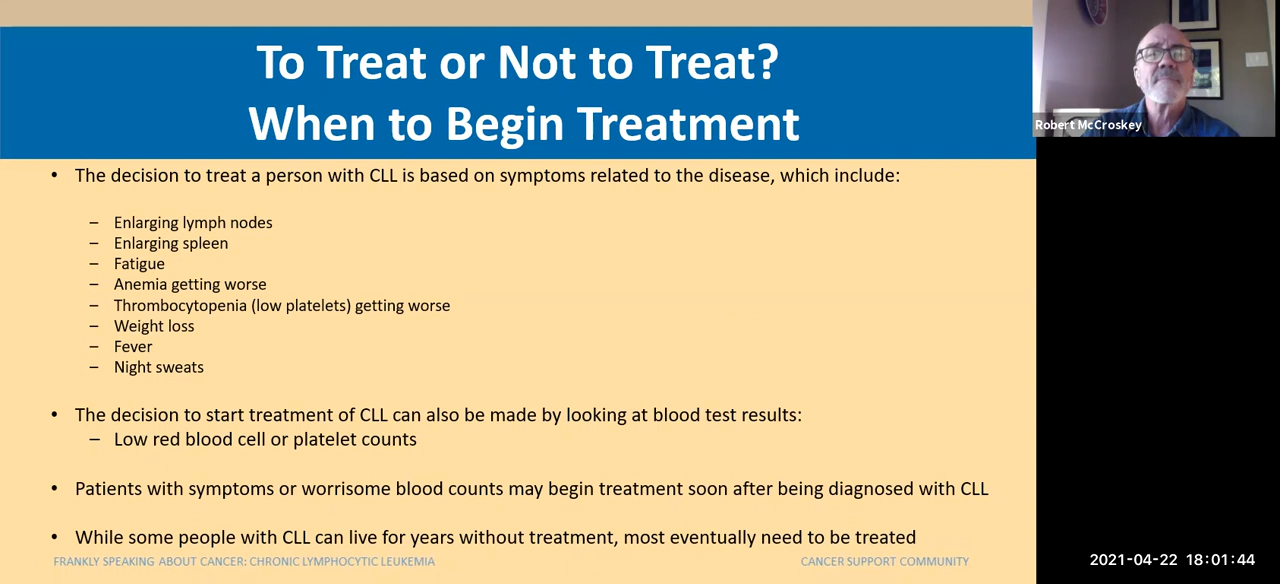 To Treat or Not to Treat?
When to Begin Treatment
Robert McCroskey
• The decision to treat a person with CLL is based on symptoms related to the disease, which include:
– Enlarging lymph nodes
– Enlarging spleen
– Fatigue
– Anemia getting worse
– Thrombocytopenia (low platelets) getting worse
– Weight loss
– Fever
– Night sweats
• The decision to start treatment of CLL can also be made by looking at blood test results:
– Low red blood cell or platelet counts
• Patients with symptoms or worrisome blood counts may begin treatment soon after being diagnosed with CLL
• While some people with CLL can live for years without treatment, most eventually need to be treated
FRANKLY SPEAKING ABOUT CANCER: CHRONIC LYMPHOCYTIC LEUKEMIA
CANCER SUPPORT COMMUNITY
2021-04-22 18:01:44